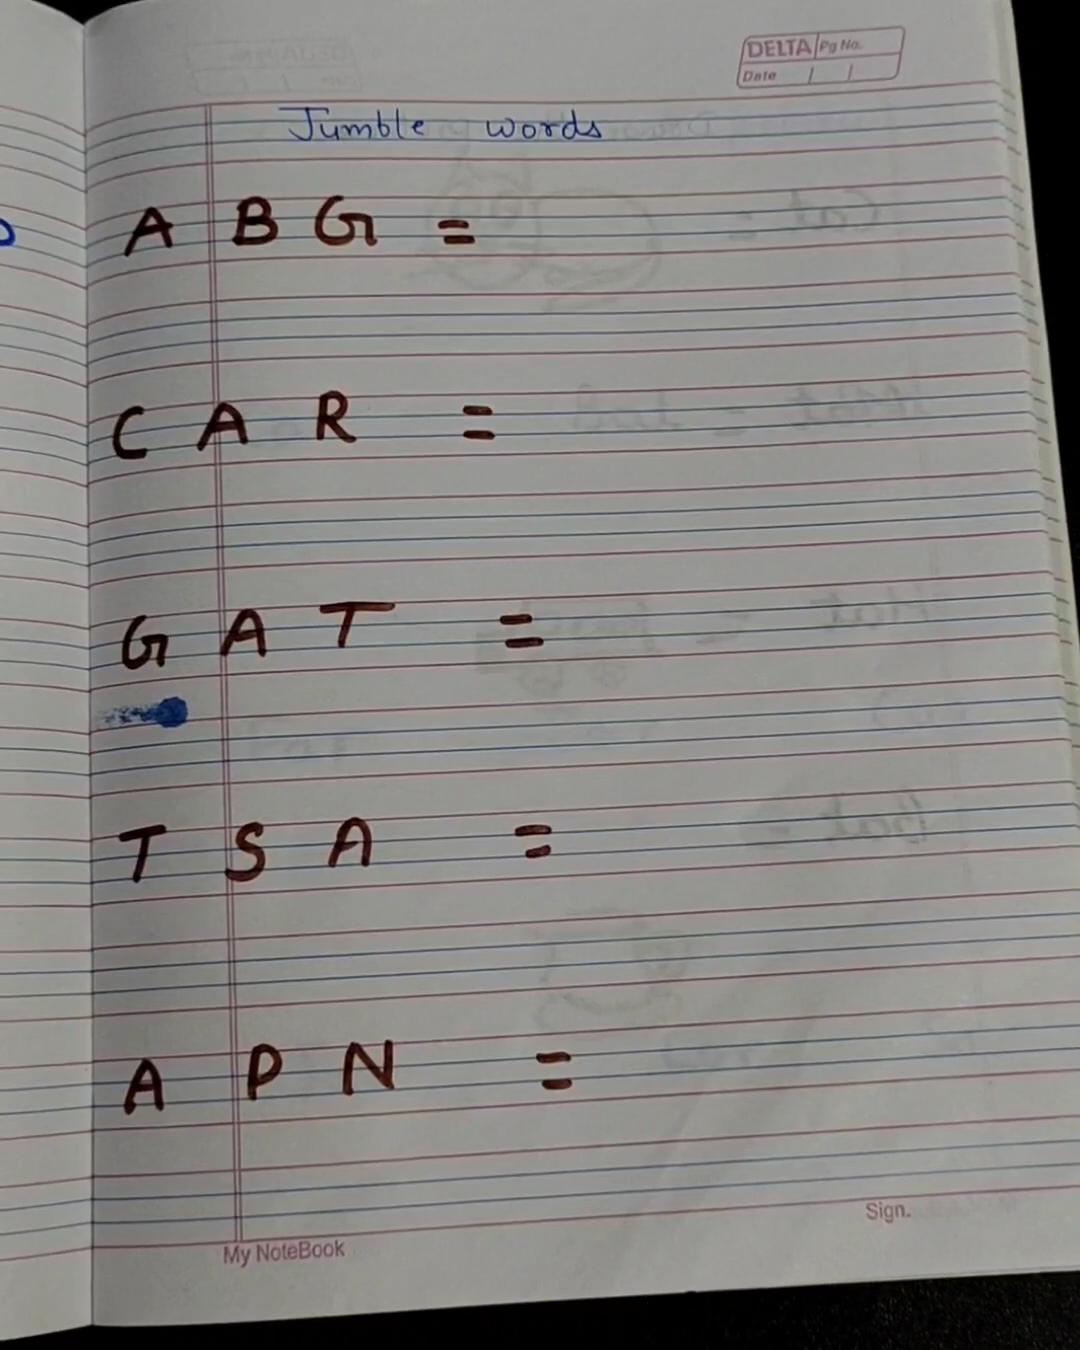 DELTA Pg No.
Date / /
Jumble words
A B G =
C A R =
G A T =
T S A =
A P N =
Sign.
My NoteBook